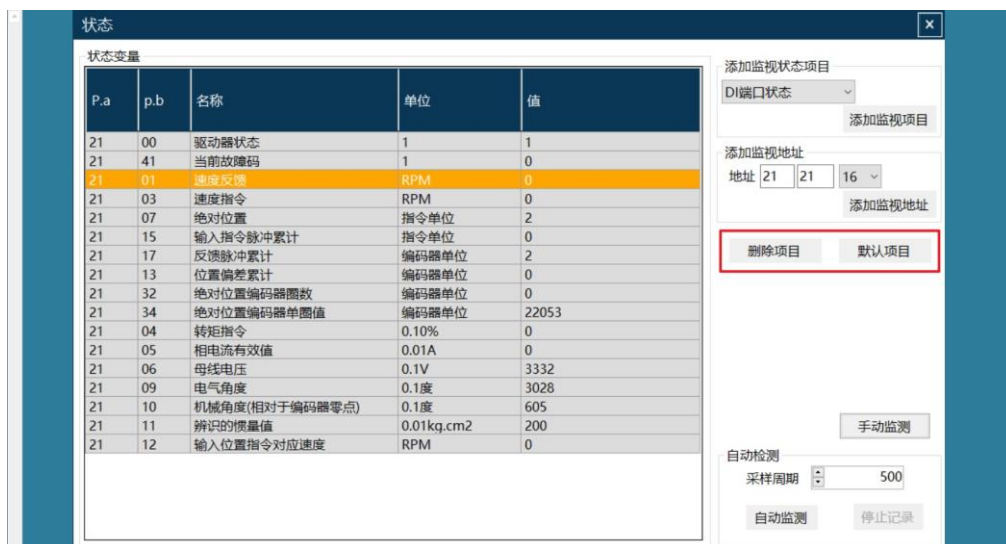 状态
状态变量
P.a p.b 名称 单位 值
21 00 驱动器状态 1 1
21 41 当前故障码 1 0
21 01 速度反馈 RPM 0
21 03 速度指令 RPM 0
21 07 绝对位置 指令单位 2
21 15 输入指令脉冲累计 指令单位 0
21 17 反馈脉冲累计 编码器单位 2
21 13 位置偏差累计 编码器单位 0
21 32 绝对位置编码器圈数 编码器单位 0
21 34 绝对位置编码器单圈值 编码器单位 22053
21 04 转矩指令 0.10% 0
21 05 相电流有效值 0.01A 0
21 06 母线电压 0.1V 3332
21 09 电气角度 0.1度 3028
21 10 机械角度(相对于编码器零点) 0.1度 605
21 11 辨识的惯量值 0.01kg.cm2 200
21 12 输入位置指令对应速度 RPM 0
添加监视状态项目
DI端口状态
添加监视项目
添加监视地址
地址 21 21 16
添加监视地址
删除项目 默认项目
手动监测
自动检测
采样周期 500
自动监测 停止记录